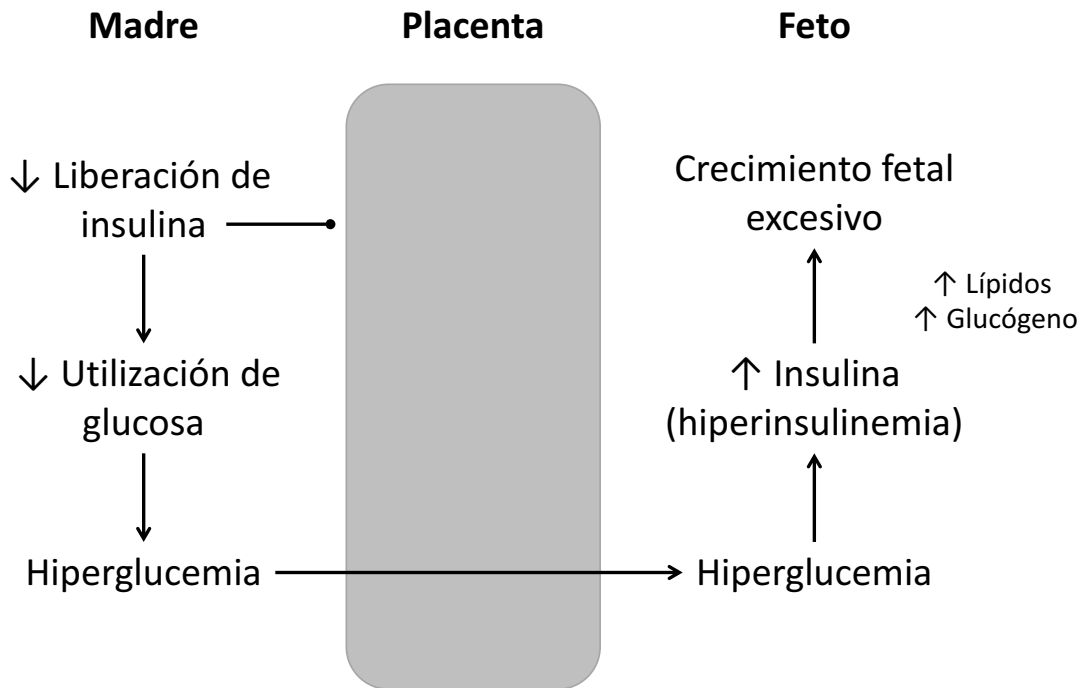 Madre
Placenta
Feto
↓ Liberación de
insulina
↓ Utilización de
glucosa
Hiperglucemia
Crecimiento fetal
excesivo
↑ Lípidos
↑ Glucógeno
↑ Insulina
(hiperinsulinemia)
Hiperglucemia